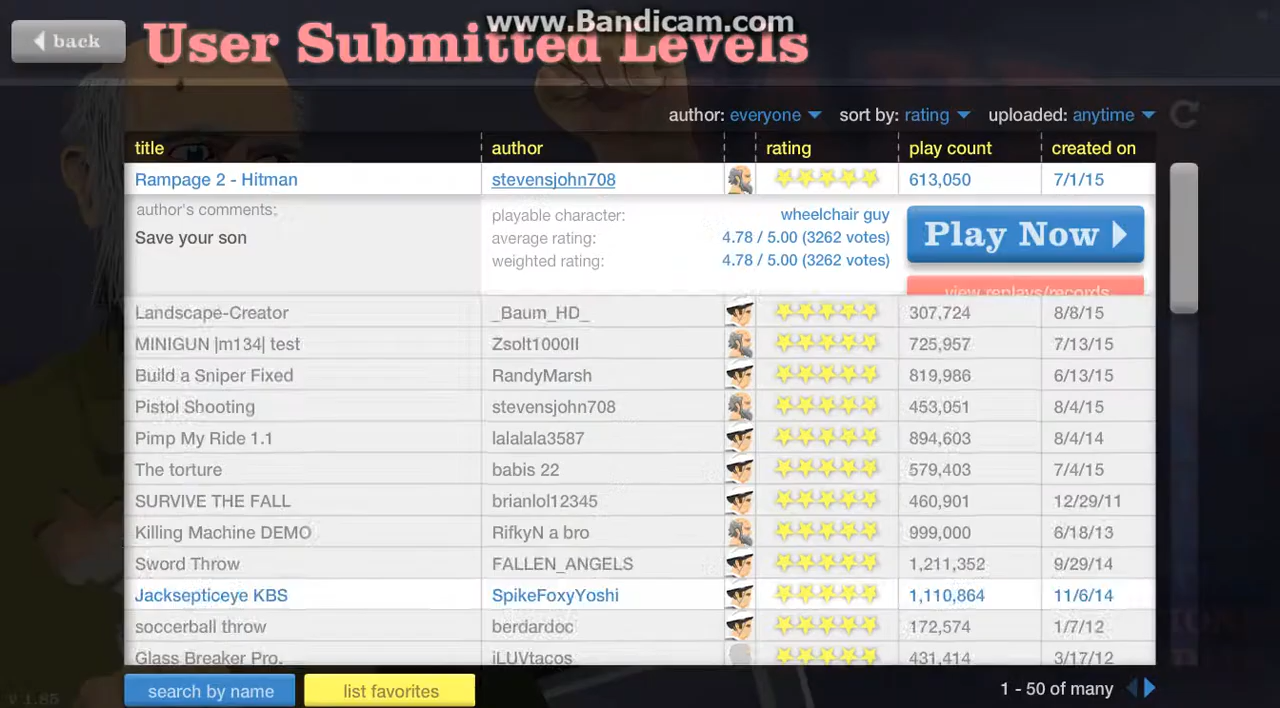 www.Bandicam.com
back
User Submitted Levels
author: everyone sort by: rating uploaded: anytime
title author rating play count created on
Rampage 2 - Hitman stevensjohn708 613,050 7/1/15
author's comments:
Save your son
playable character: wheelchair guy
average rating: 4.78 / 5.00 (3262 votes)
weighted rating: 4.78 / 5.00 (3262 votes)
Play Now
view replays/records
Landscape-Creator _Baum_HD_ 307,724 8/8/15
MINIGUN |m134| test Zsolt1000II 725,957 7/13/15
Build a Sniper Fixed RandyMarsh 819,986 6/13/15
Pistol Shooting stevensjohn708 453,051 8/4/15
Pimp My Ride 1.1 lalalala3587 894,603 8/4/14
The torture babis 22 579,403 7/4/15
SURVIVE THE FALL brianlol12345 460,901 12/29/11
Killing Machine DEMO RifkyN a bro 999,000 6/18/13
Sword Throw FALLEN_ANGELS 1,211,352 9/29/14
Jacksepticeye KBS SpikeFoxyYoshi 1,110,864 11/6/14
soccerball throw berdardoc 172,574 1/7/12
Glass Breaker Pro. iLUVtacos 431,414 3/17/12
search by name list favorites 1 - 50 of many
v 1.85